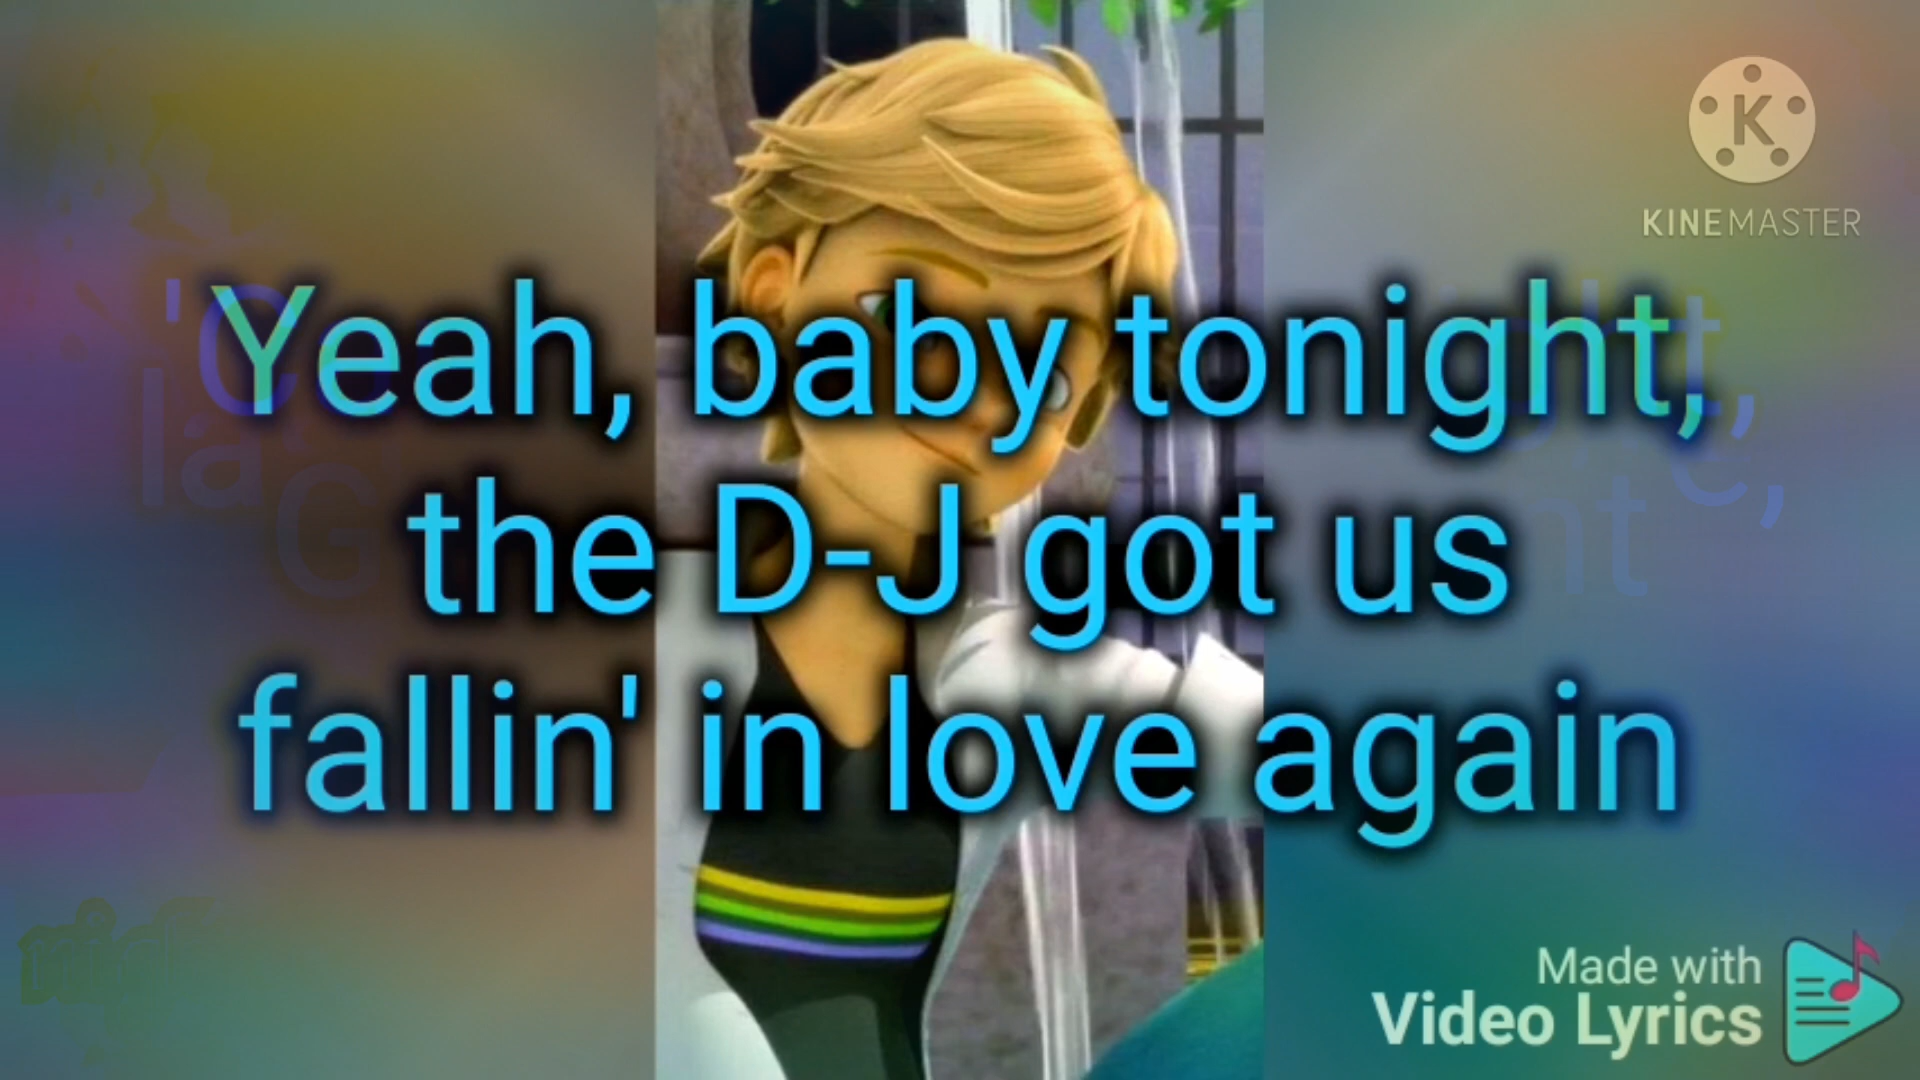 K
KINEMASTER
Yeah, baby tonight,
the D-J got us
fallin' in love again
Made with
Video Lyrics